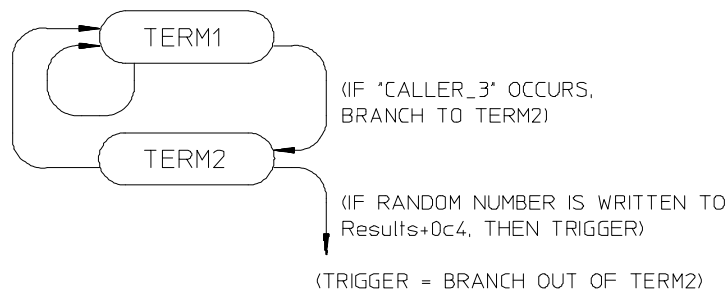 TERM1
(IF "CALLER_3" OCCURS,
BRANCH TO TERM2)
TERM2
(IF RANDOM NUMBER IS WRITTEN TO
Results+0c4, THEN TRIGGER)
(TRIGGER = BRANCH OUT OF TERM2)